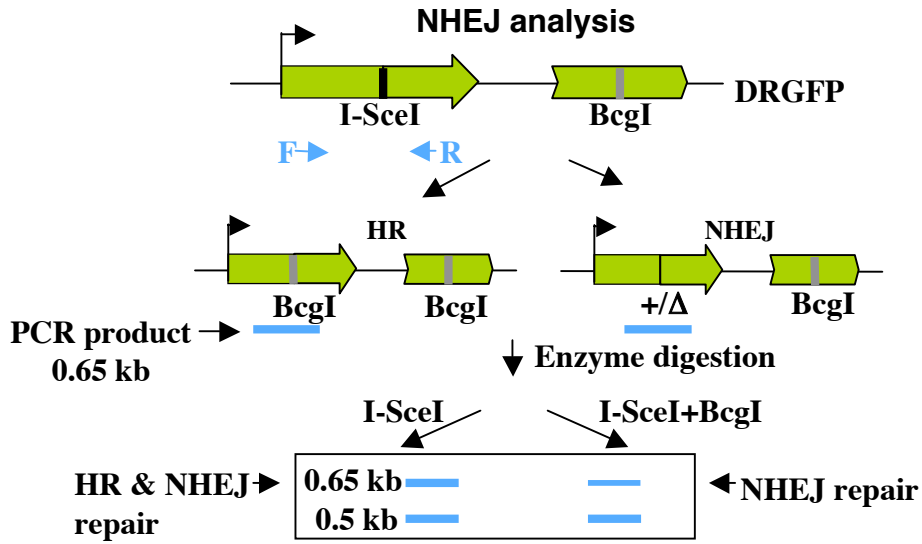 NHEJ analysis
I-SceI
BcgI
DRGFP
F
R
HR
NHEJ
BcgI
BcgI
+/Δ
BcgI
PCR product
0.65 kb
Enzyme digestion
I-SceI
I-SceI+BcgI
HR & NHEJ
repair
0.65 kb
0.5 kb
NHEJ repair